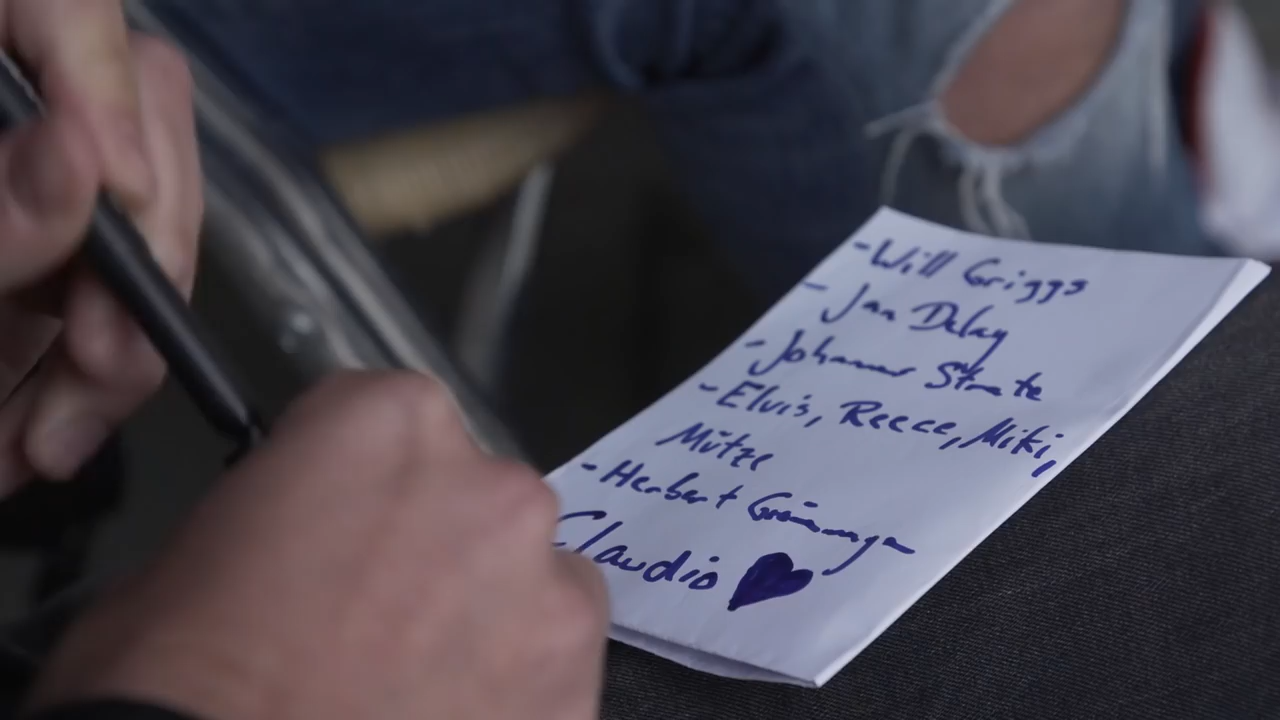 - Will Griggs
- Jan Delay
- Johannes Strate
- Elvis, Reece, Miki,
Mütze
- Herbert Grönemeyer
Claudio